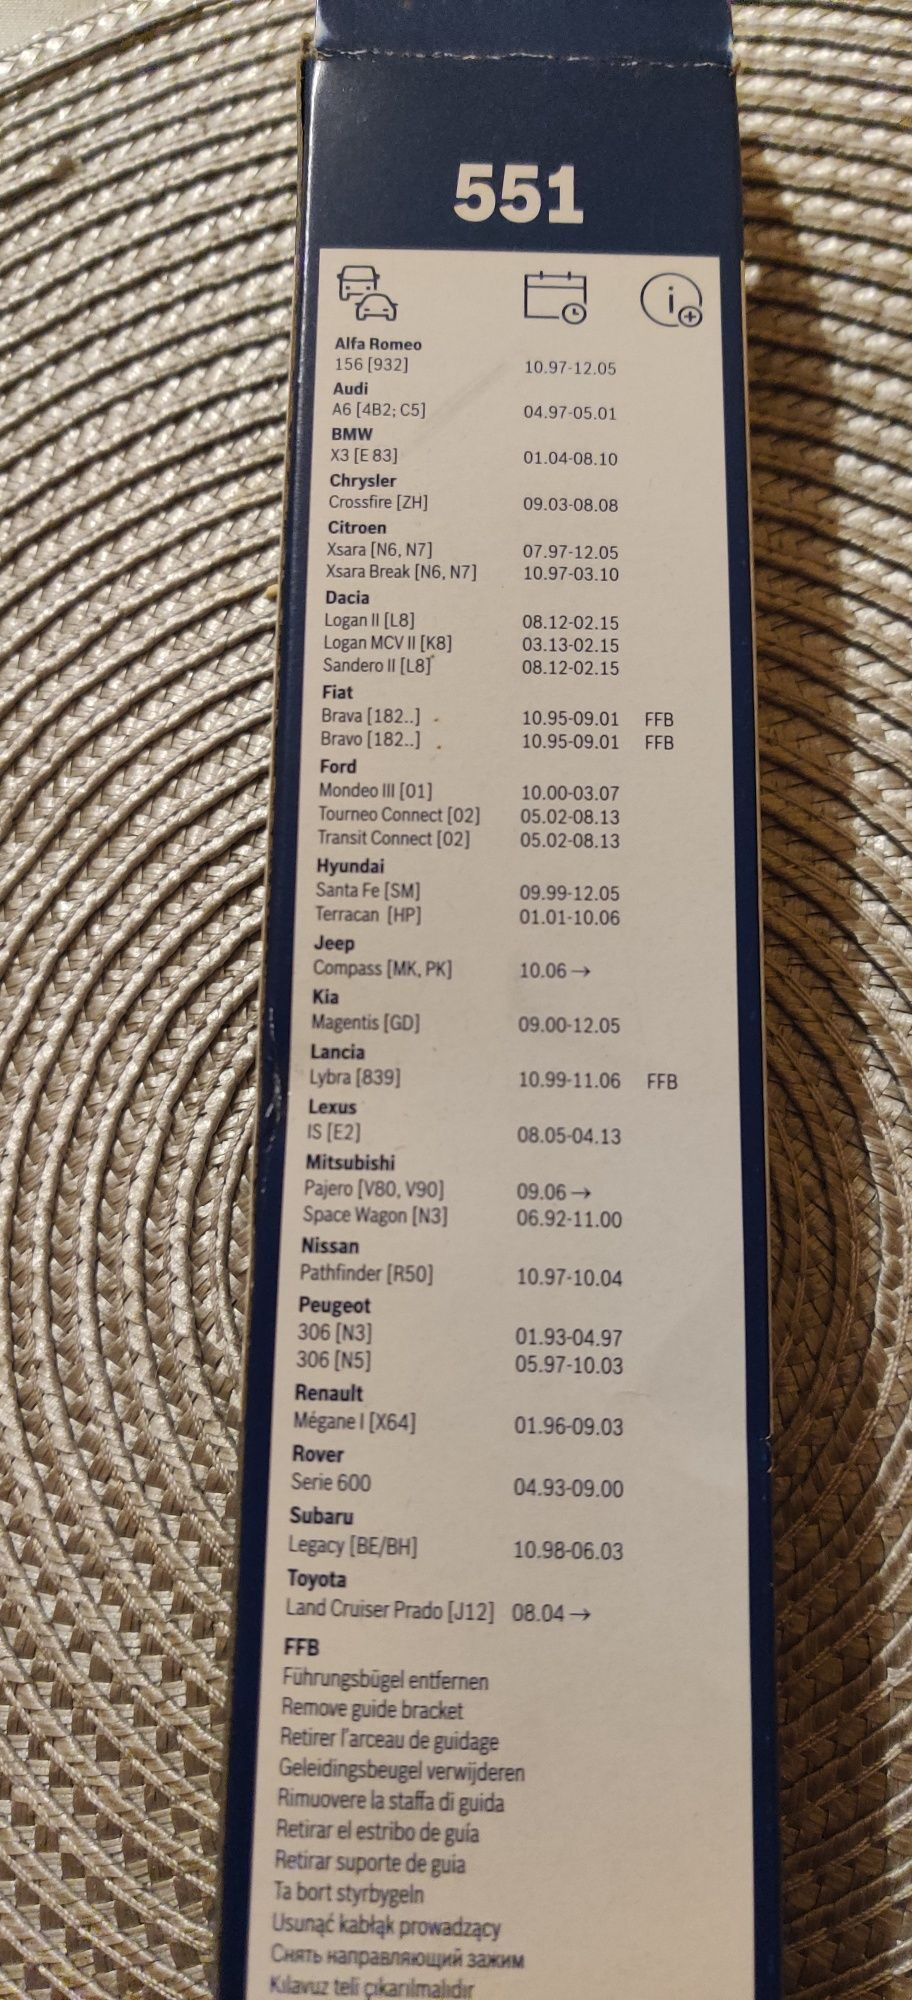 551
Alfa Romeo
156 [932] 10.97-12.05
Audi
A6 [4B2; C5] 04.97-05.01
BMW
X3 [E 83] 01.04-08.10
Chrysler
Crossfire [ZH] 09.03-08.08
Citroen
Xsara [N6, N7] 07.97-12.05
Xsara Break [N6, N7] 10.97-03.10
Dacia
Logan II [L8] 08.12-02.15
Logan MCV II [K8] 03.13-02.15
Sandero II [L8] 08.12-02.15
Fiat
Brava [182..] 10.95-09.01 FFB
Bravo [182..] 10.95-09.01 FFB
Ford
Mondeo III [01] 10.00-03.07
Tourneo Connect [02] 05.02-08.13
Transit Connect [02] 05.02-08.13
Hyundai
Santa Fe [SM] 09.99-12.05
Terracan [HP] 01.01-10.06
Jeep
Compass [MK, PK] 10.06→
Kia
Magentis [GD] 09.00-12.05
Lancia
Lybra [839] 10.99-11.06 FFB
Lexus
IS [E2] 08.05-04.13
Mitsubishi
Pajero [V80, V90] 09.06→
Space Wagon [N3] 06.92-11.00
Nissan
Pathfinder [R50] 10.97-10.04
Peugeot
306 [N3] 01.93-04.97
306 [N5] 05.97-10.03
Renault
Mégane I [X64] 01.96-09.03
Rover
Serie 600 04.93-09.00
Subaru
Legacy [BE/BH] 10.98-06.03
Toyota
Land Cruiser Prado [J12] 08.04→
FFB
Führungsbügel entfernen
Remove guide bracket
Retirer l'arceau de guidage
Geleidingsbeugel verwijderen
Rimuovere la staffa di guida
Retirar el estribo de guía
Retirar suporte de guia
Ta bort styrbygeln
Usunąć kabłąk prowadzący
Снять направляющий зажим
Kılavuz teli çıkarılmalıdır